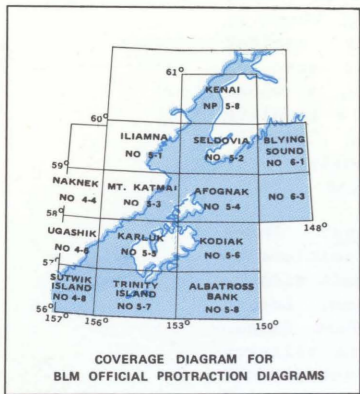 61°
KENAI
NP 5-8
60°
ILIAMNA
NO 5-1
SELDOVIA
NO 5-2
BLYING
SOUND
NO 6-1
59°
NAKNEK
NO 4-4
MT. KATMAI
NO 5-3
AFOGNAK
NO 5-4
NO 6-3
58°
148°
UGASHIK
NO 4-6
KARLUK
NO 5-5
KODIAK
NO 5-6
57°
SUTWIK
ISLAND
NO 4-8
TRINITY
ISLAND
NO 5-7
ALBATROSS
BANK
NO 5-8
56°
157°
156°
153°
150°
COVERAGE DIAGRAM FOR
BLM OFFICIAL PROTRACTION DIAGRAMS